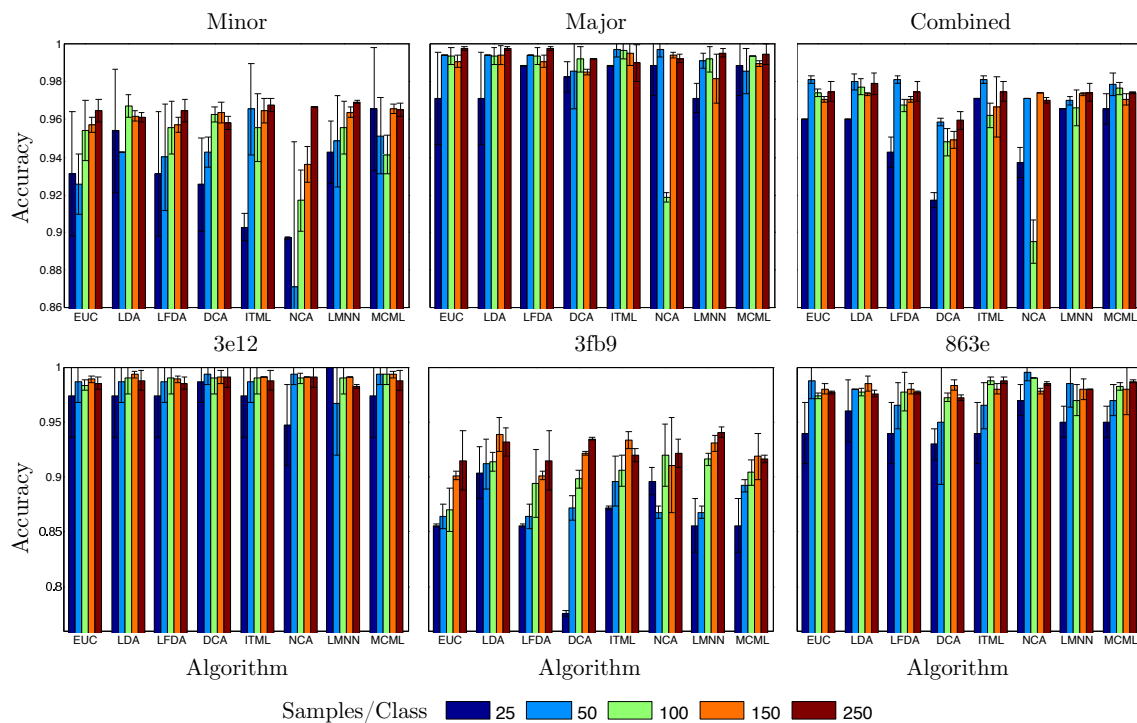 Minor Major Combined
1
0.98
0.96
0.94
0.92
0.9
0.88
0.86
Accuracy
EUC LDA LFDA DCA ITML NCA LMNN MCML
EUC LDA LFDA DCA ITML NCA LMNN MCML
EUC LDA LFDA DCA ITML NCA LMNN MCML
3e12 3fb9 863e
1
0.95
0.9
0.85
0.8
Accuracy
EUC LDA LFDA DCA ITML NCA LMNN MCML
EUC LDA LFDA DCA ITML NCA LMNN MCML
EUC LDA LFDA DCA ITML NCA LMNN MCML
Algorithm Algorithm Algorithm
Samples/Class 25 50 100 150 250